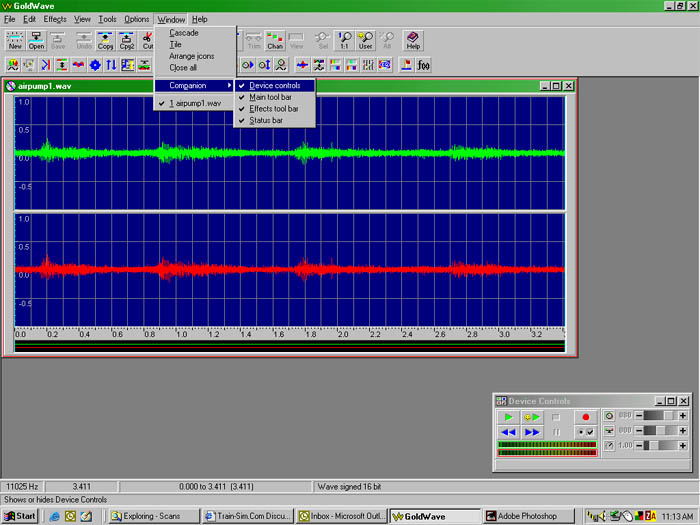 GoldWave
File Edit Effects View Tools Options Window Help
New Open Save Undo Copy Cpg2 Cut Trim Chan View Sel 1:1 User Help
f00
Cascade
Tile
Arrange icons
Close all
Companion
1 airpump1.wav
Device controls
Main tool bar
Effects tool bar
Status bar
airpump1.wav
1.0
0.5
0.0
-0.5
1.0
0.5
0.0
-0.5
0.0 0.2 0.4 0.6 0.8 1.0 1.2 1.4 1.6 1.8 2.0 2.2 2.4 2.6 2.8 3.0 3.2
Device Controls
080
000
1.00
11025 Hz 3.411 0.000 to 3.411 (3.411) Wave signed 16 bit
Shows or hides Device Controls
Start Exploring - Scans Train-Sim.Com Discu... Inbox - Microsoft Outl... GoldWave Adobe Photoshop 11:13 AM